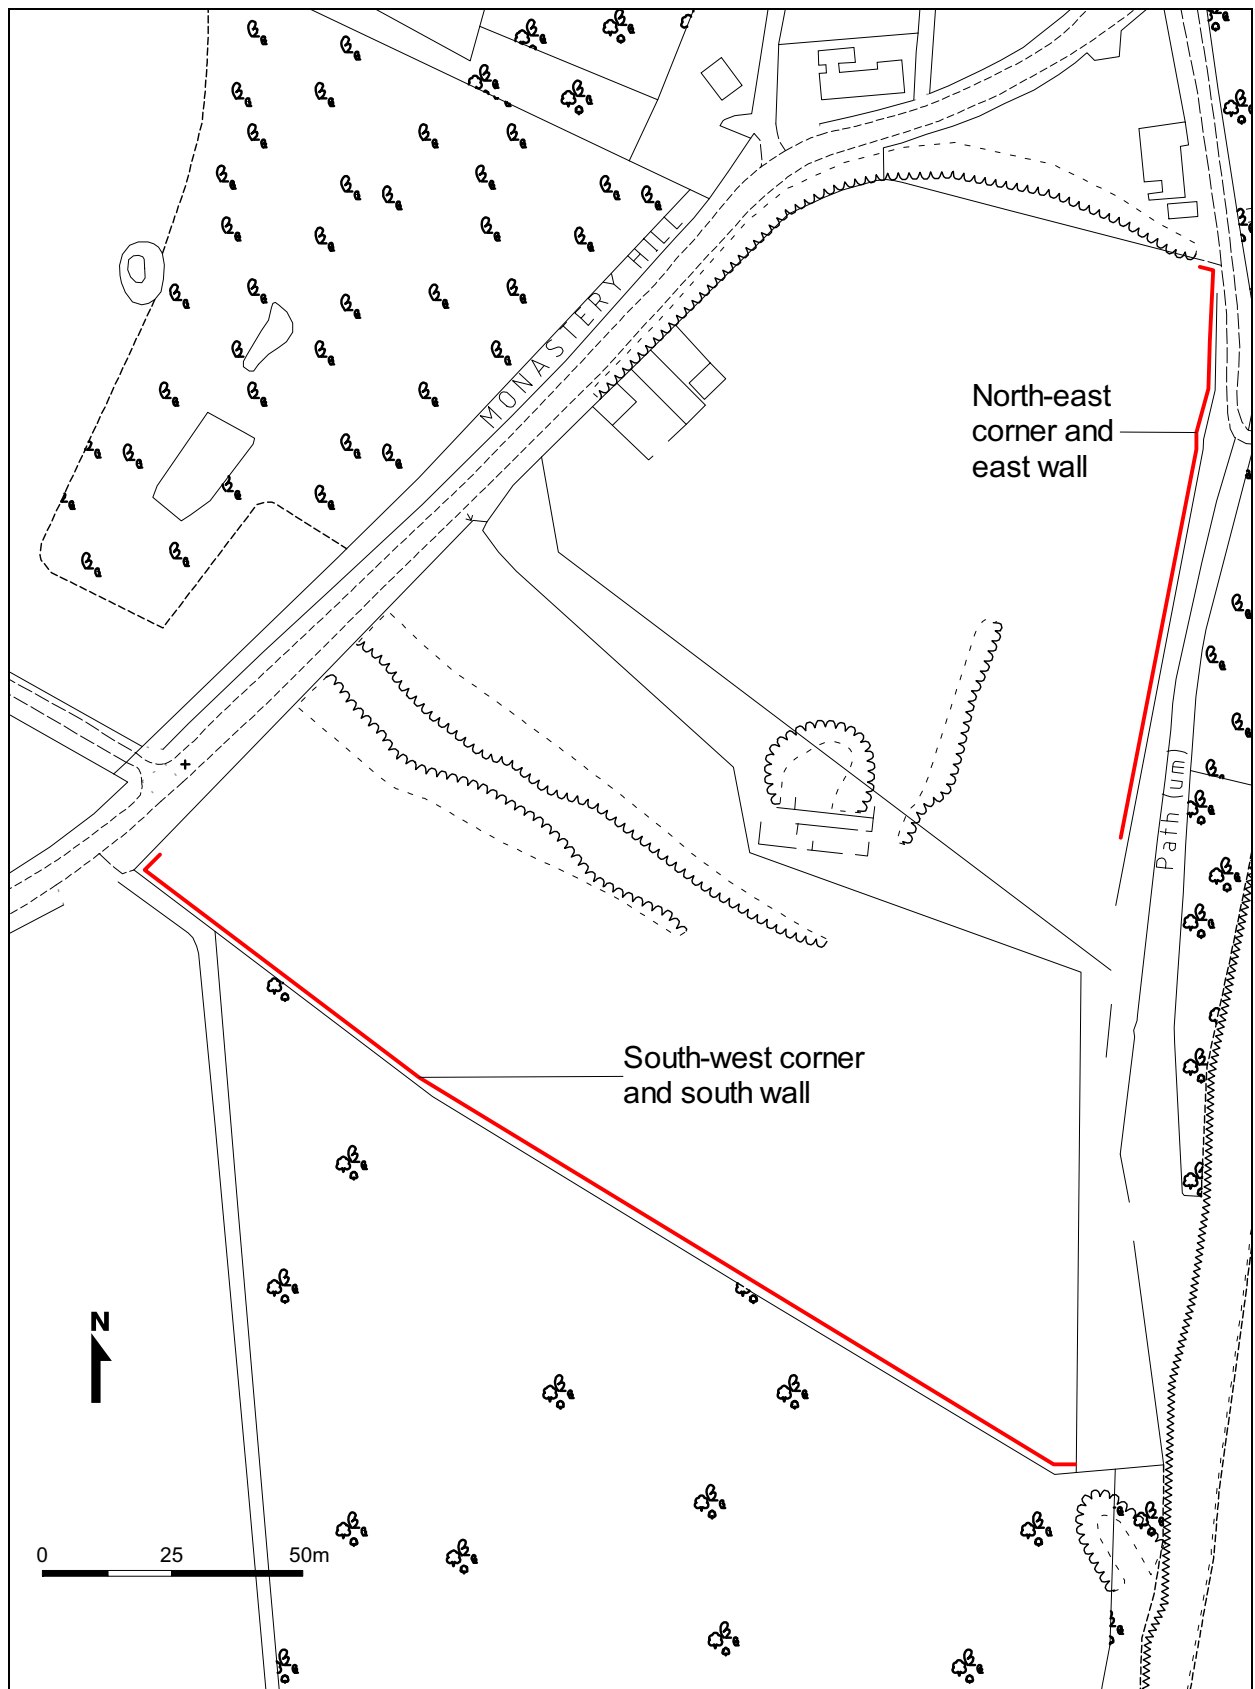 MONASTERY HILL
North-east
corner and
east wall
Path (um)
South-west corner
and south wall
N
0 25 50m